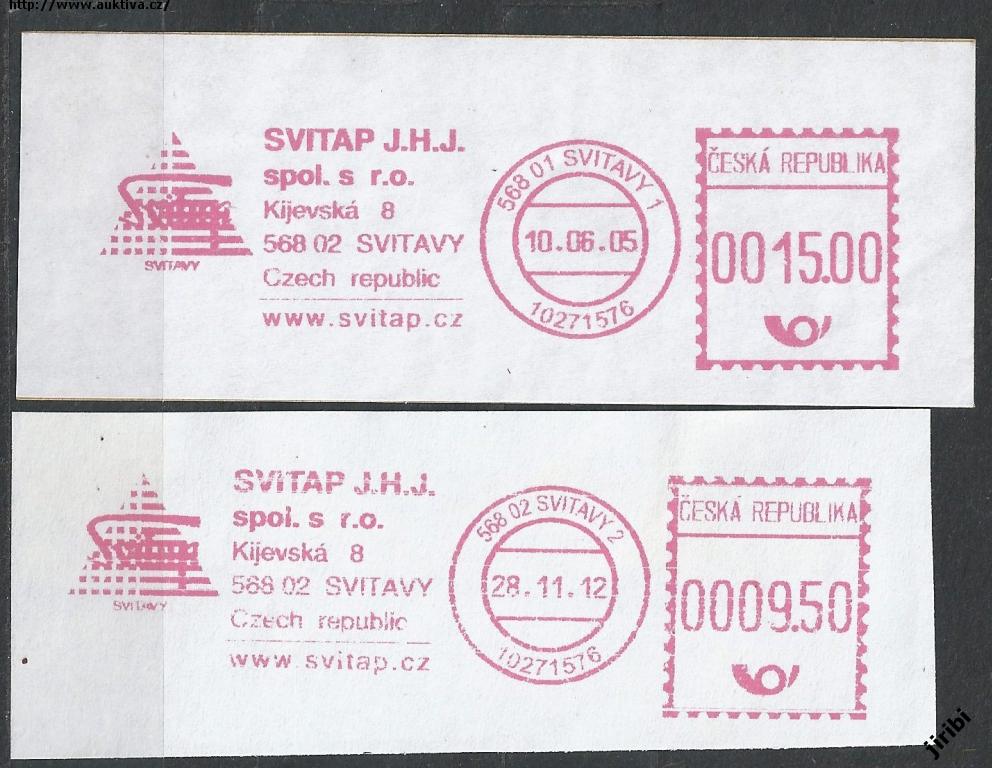 http://www.auktiva.cz/
SVITAP J.H.J.
spol. s r.o.
Kijevská 8
568 02 SVITAVY
Czech republic
www.svitap.cz
Svitap
SVITAVY
568 01 SVITAVY 1
10.06.05
10271576
ČESKÁ REPUBLIKA
0015.00
SVITAP J.H.J.
spol. s r.o.
Kijevská 8
568 02 SVITAVY
Czech republic
www.svitap.cz
Svitap
SVITAVY
568 02 SVITAVY 2
28.11.12
10271576
ČESKÁ REPUBLIKA
0009.50
jiribi